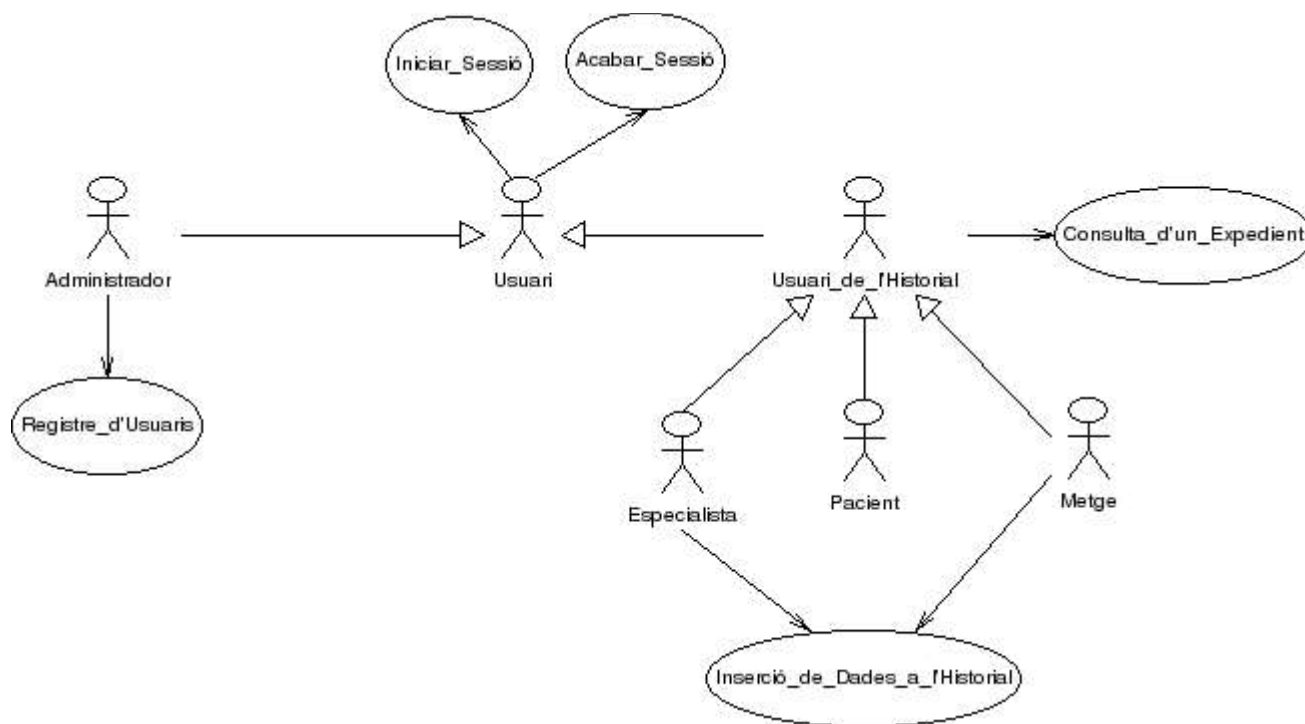 Iniciar_Sessió
Acabar_Sessió
Administrador
Usuari
Usuari_de_l'Historial
Consulta_d'un_Expedient
Registre_d'Usuaris
Especialista
Pacient
Metge
Inserció_de_Dades_a_l'Historial